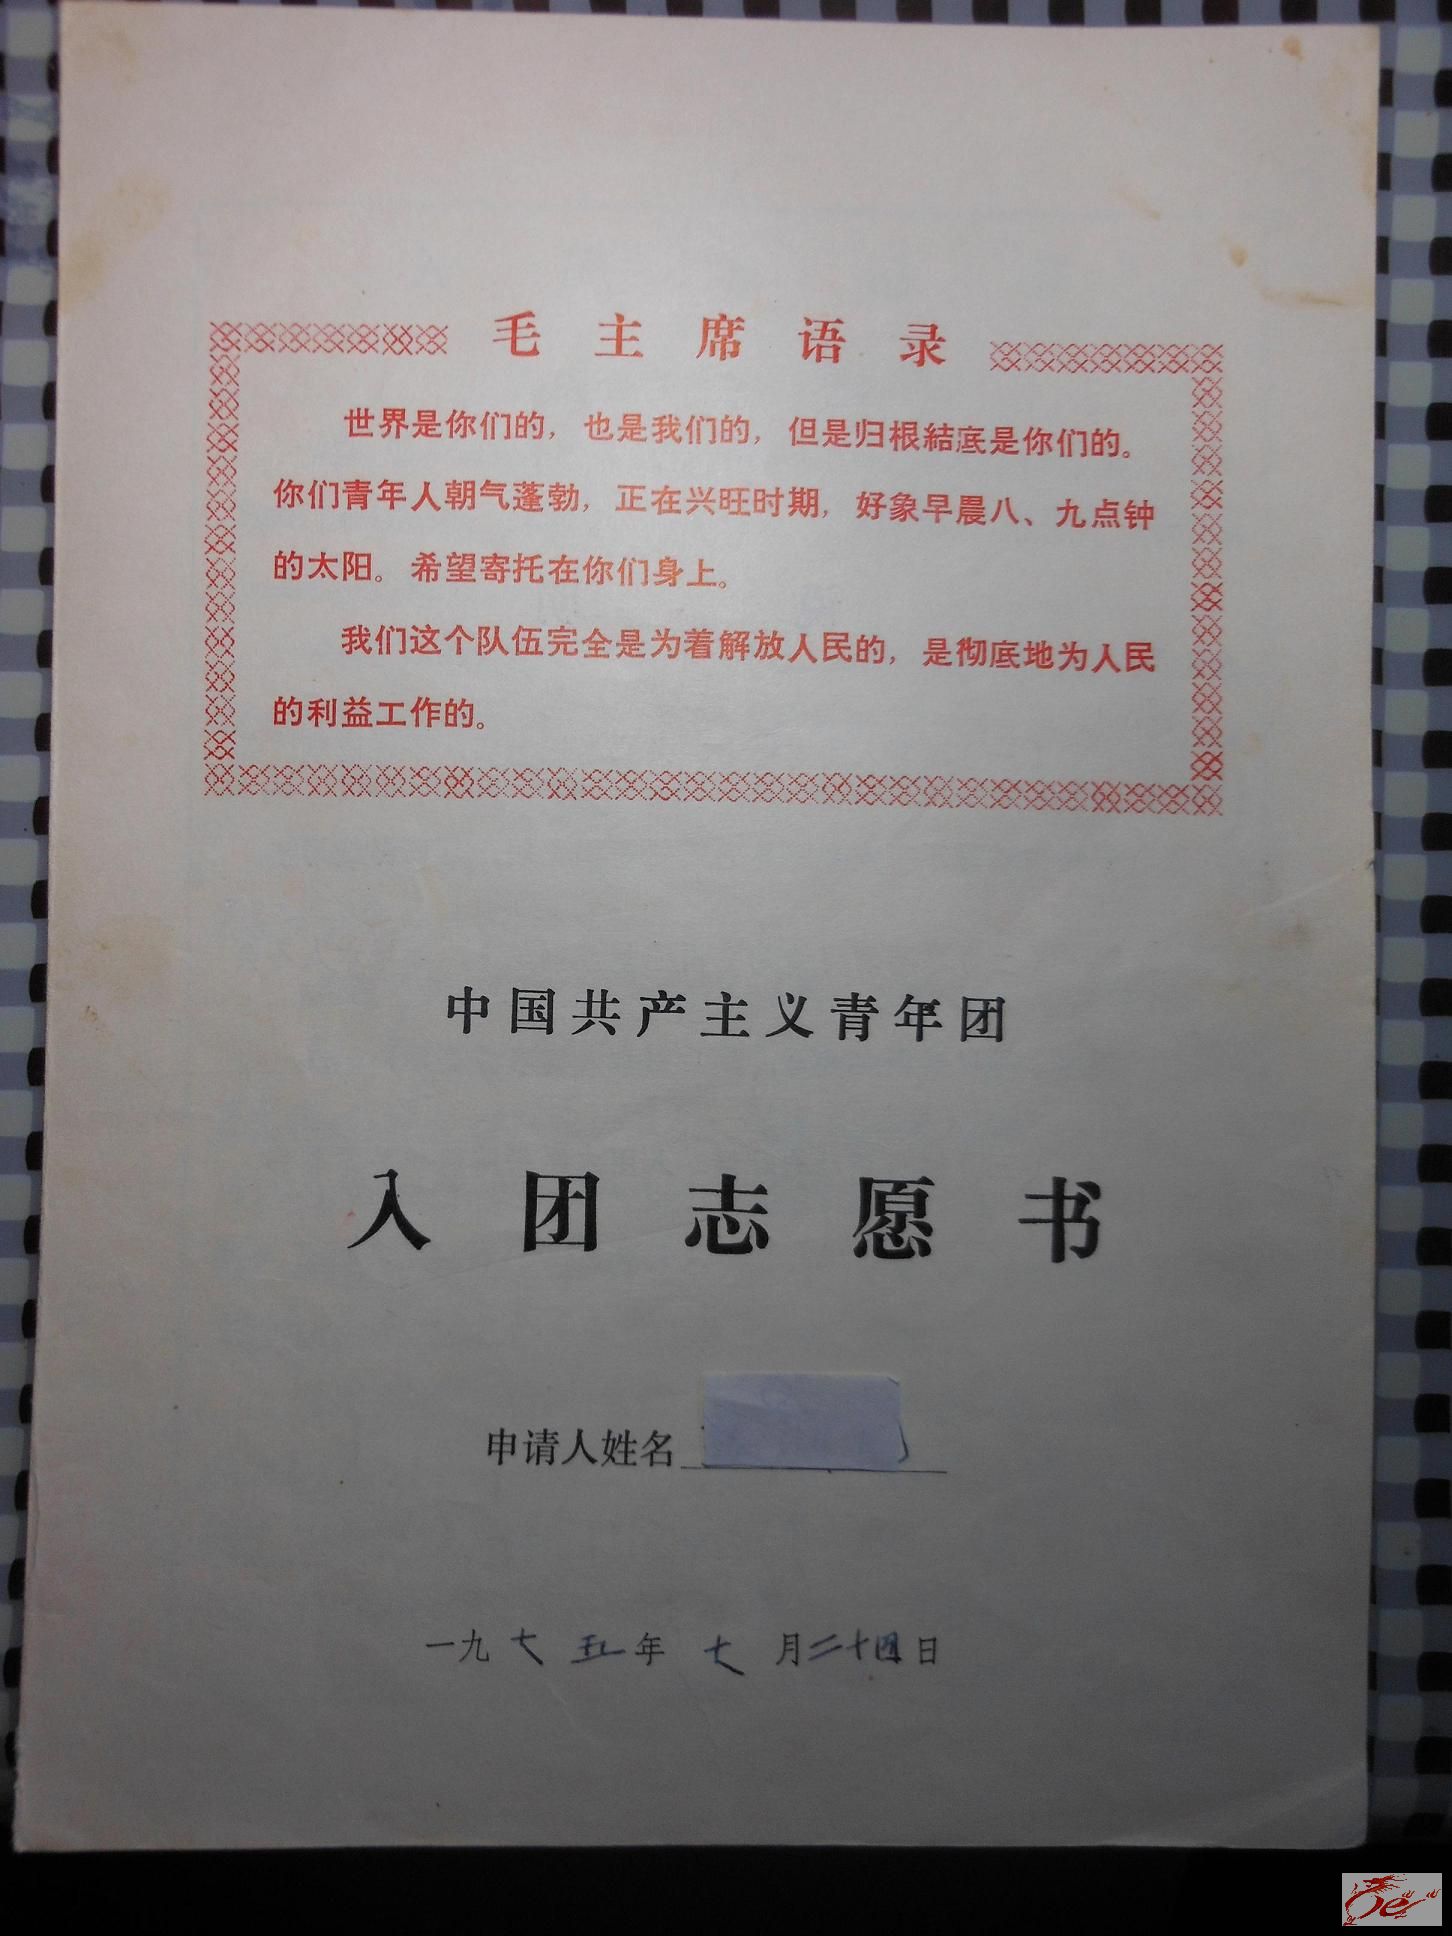 毛主席语录
世界是你们的，也是我们的，但是归根結底是你们的。
你们青年人朝气蓬勃，正在兴旺时期，好象早晨八、九点钟
的太阳。希望寄托在你们身上。
我们这个队伍完全是为着解放人民的，是彻底地为人民
的利益工作的。
中国共产主义青年团
入团志愿书
申请人姓名
一九七五年七月二十四日